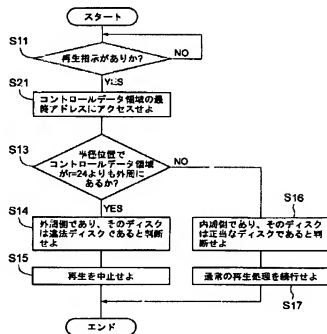 スタート
S11
再生指示がありか?
NO
YES
S21
コントロールデータ領域の最
終アドレスにアクセスせよ
S13
半径位置で
コントロールデータ領域
がr=24よりも外周に
あるか?
NO
YES
S14
外周側であり、そのディスク
は違法ディスクであると判断
せよ
S16
内周側であり、そのディスク
は正当なディスクであると判
断せよ
S15
再生を中止せよ
通常の再生処理を続行せよ
S17
エンド